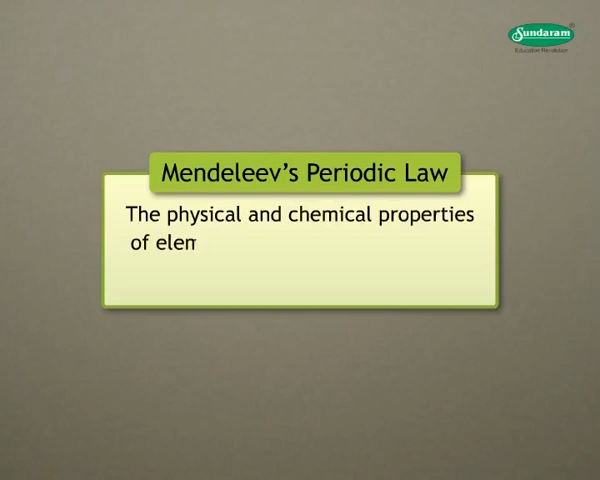 Sundaram
Education Revolution
Mendeleev's Periodic Law
The physical and chemical properties
of elem